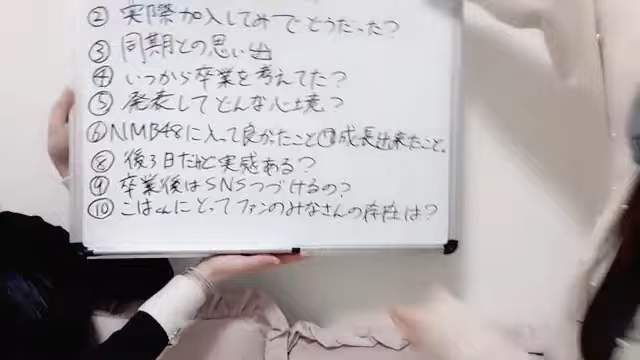 ② 実際加入してみてどうだった？
③ 同期との思い出
④ いつから卒業を考えてた？
⑤ 発表してどんな心境？
⑥ NMB48に入って良かったこと ⑦成長出来たこと。
⑧ 後3日だけど実感ある？
⑨ 卒業後はSNSつづけるの？
⑩ こはくんにとってファンのみなさんの存在は？